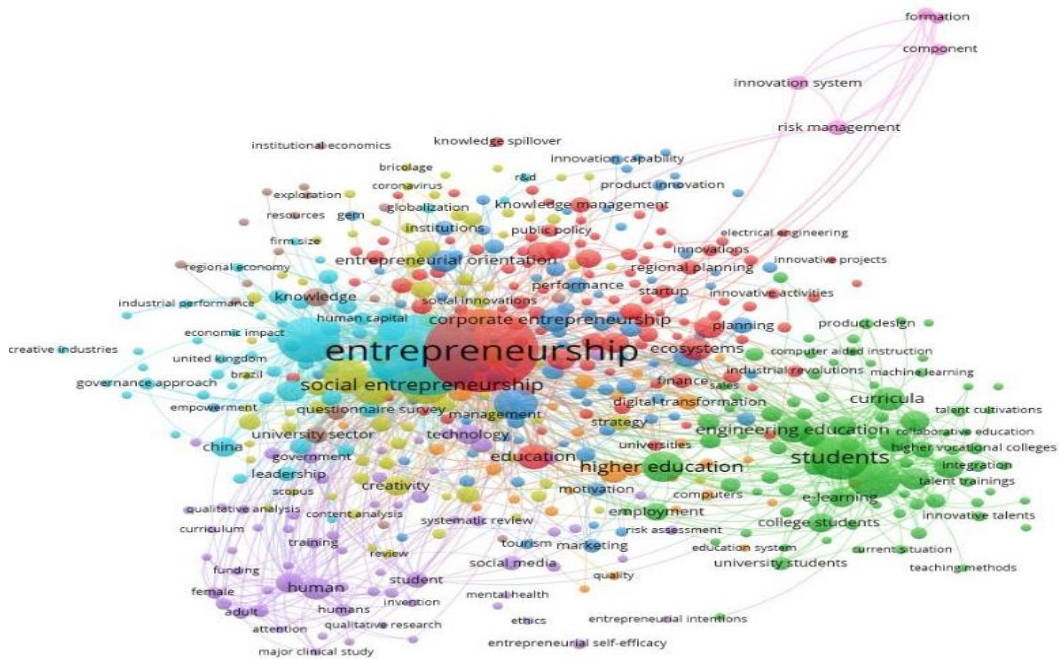 formation
component
innovation system
risk management
knowledge spillover
institutional economics
innovation capability
bricolage
r&d
coronavirus
product innovation
exploration
globalization
knowledge management
resources
gem
institutions
public policy
electrical engineering
firm size
innovations
entrepreneurial orientation
innovative projects
regional economy
regional planning
performance
knowledge
social innovations
startup
innovative activities
industrial performance
human capital
corporate entrepreneurship
planning
product design
economic impact
creative industries
entrepreneurship
ecosystems
computer aided instruction
united kingdom
finance
industrial revolutions
machine learning
brazil
governance approach
social entrepreneurship
sales
curricula
empowerment
questionnaire survey
management
digital transformation
talent cultivations
strategy
engineering education
collaborative education
china
university sector
technology
universities
higher vocational colleges
government
education
students
leadership
higher education
integration
scopus
creativity
motivation
computers
e-learning
talent trainings
qualitative analysis
content analysis
systematic review
employment
innovative talents
curriculum
risk assessment
college students
training
review
tourism
marketing
education system
current situation
funding
social media
university students
teaching methods
female
human
student
quality
adult
humans
invention
mental health
attention
qualitative research
ethics
entrepreneurial intentions
major clinical study
entrepreneurial self-efficacy